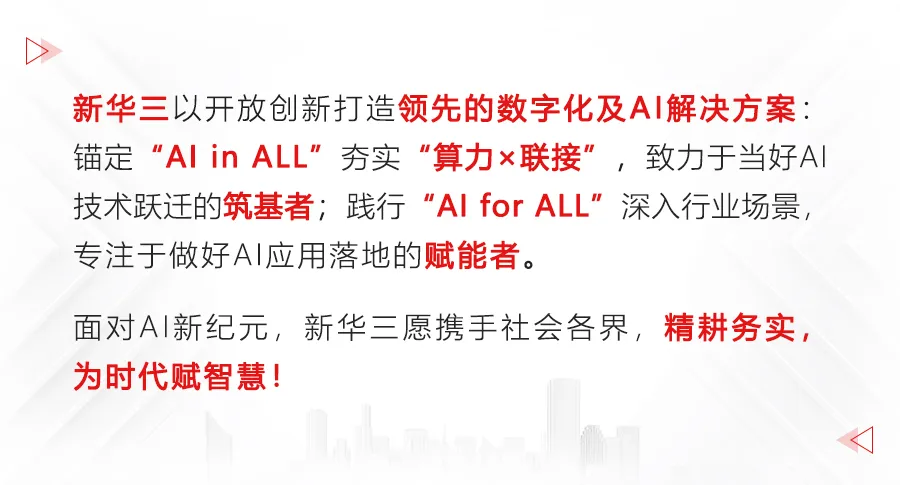 新华三以开放创新打造领先的数字化及AI解决方案：
锚定“AI in ALL”夯实“算力×联接”，致力于当好AI
技术跃迁的筑基者；践行“AI for ALL”深入行业场景，
专注于做好AI应用落地的赋能者。
面对AI新纪元，新华三愿携手社会各界，精耕务实，
为时代赋智慧！